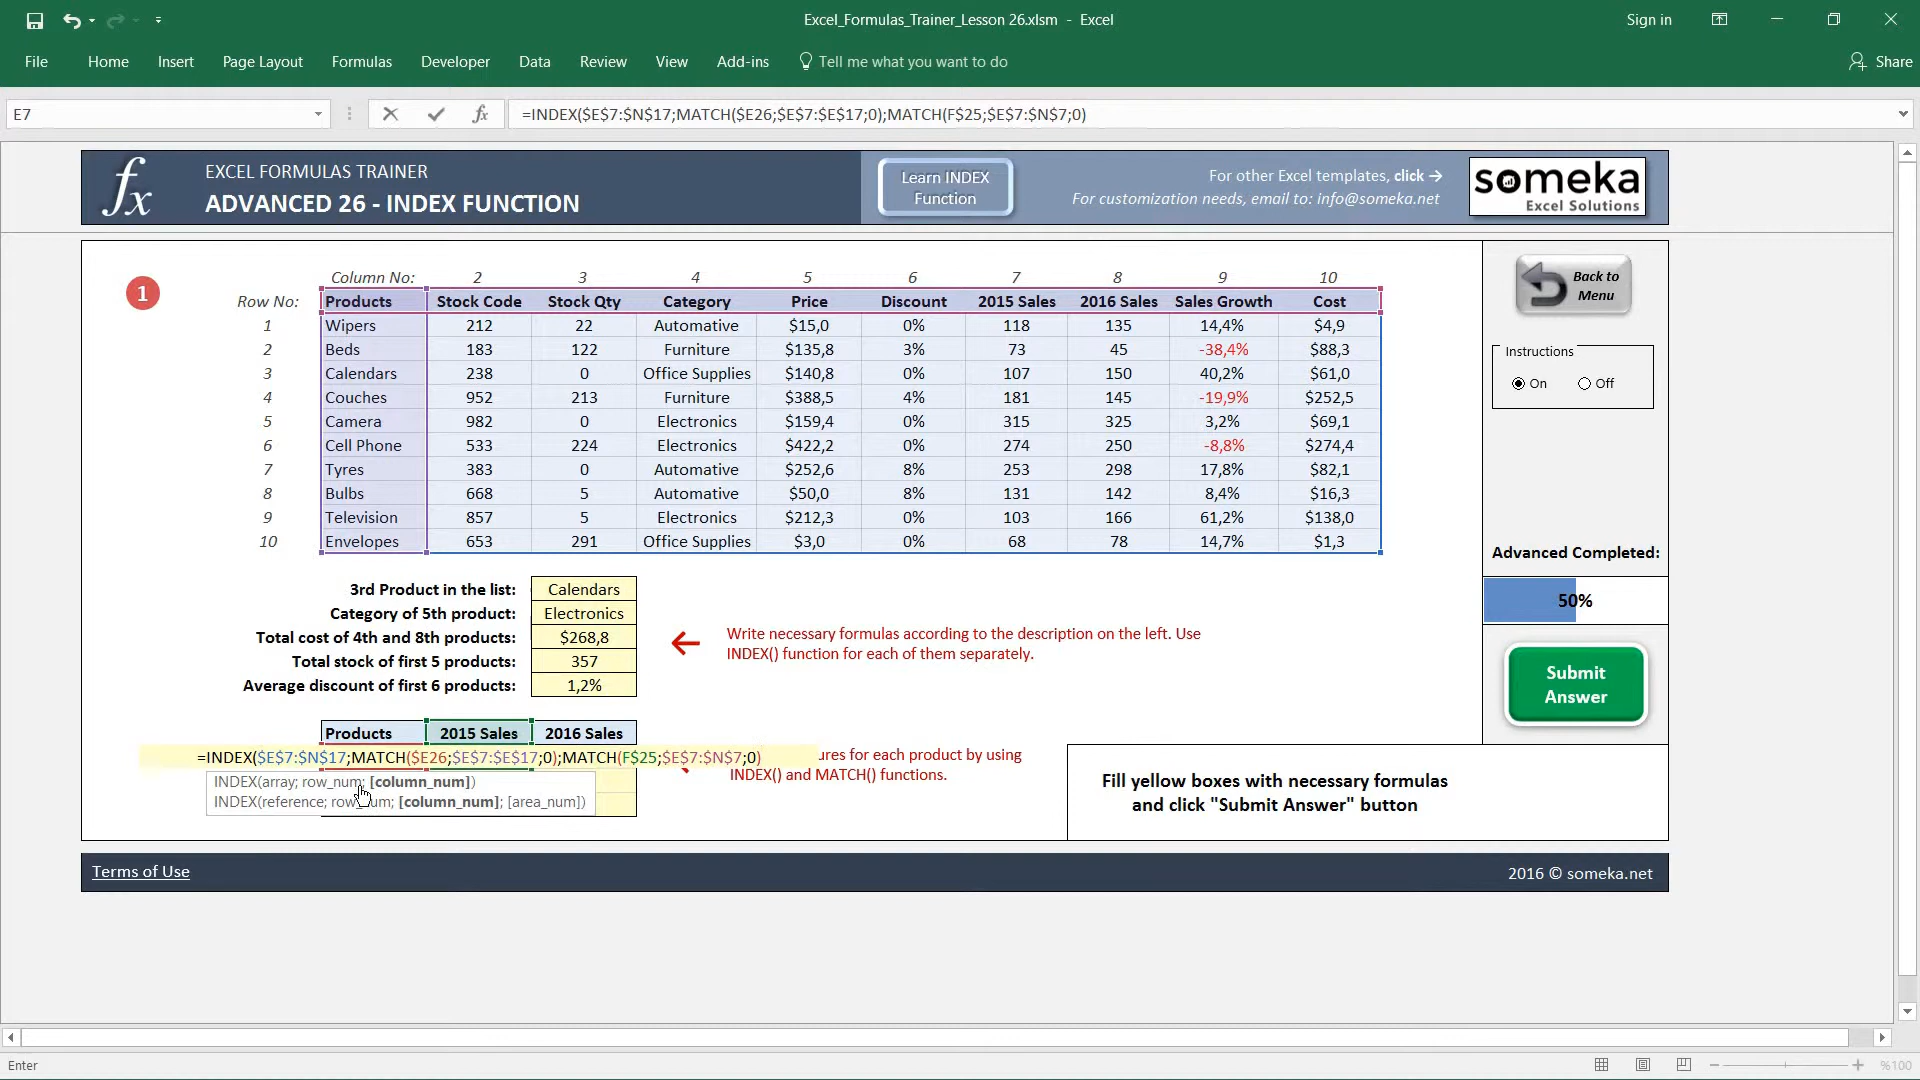 Excel_Formulas_Trainer_Lesson 26.xlsm - Excel
Sign in
File Home Insert Page Layout Formulas Developer Data Review View Add-ins Tell me what you want to do Share
E7 fx =INDEX($E$7:$N$17;MATCH($E26;$E$7:$E$17;0);MATCH(F$25;$E$7:$N$7;0)
fx
EXCEL FORMULAS TRAINER
ADVANCED 26 - INDEX FUNCTION
Learn INDEX
Function
For other Excel templates, click →
For customization needs, email to: info@someka.net
someka
Excel Solutions
1
Column No: 2 3 4 5 6 7 8 9 10
Row No: Products Stock Code Stock Qty Category Price Discount 2015 Sales 2016 Sales Sales Growth Cost
1 Wipers 212 22 Automative $15,0 0% 118 135 14,4% $4,9
2 Beds 183 122 Furniture $135,8 3% 73 45 -38,4% $88,3
3 Calendars 238 0 Office Supplies $140,8 0% 107 150 40,2% $61,0
4 Couches 952 213 Furniture $388,5 4% 181 145 -19,9% $252,5
5 Camera 982 0 Electronics $159,4 0% 315 325 3,2% $69,1
6 Cell Phone 533 224 Electronics $422,2 0% 274 250 -8,8% $274,4
7 Tyres 383 0 Automative $252,6 8% 253 298 17,8% $82,1
8 Bulbs 668 5 Automative $50,0 8% 131 142 8,4% $16,3
9 Television 857 5 Electronics $212,3 0% 103 166 61,2% $138,0
10 Envelopes 653 291 Office Supplies $3,0 0% 68 78 14,7% $1,3
Back to
Menu
Instructions
On Off
Advanced Completed:
50%
Submit
Answer
3rd Product in the list: Calendars
Category of 5th product: Electronics
Total cost of 4th and 8th products: $268,8
Total stock of first 5 products: 357
Average discount of first 6 products: 1,2%
Write necessary formulas according to the description on the left. Use
INDEX() function for each of them separately.
Products 2015 Sales 2016 Sales
=INDEX($E$7:$N$17;MATCH($E26;$E$7:$E$17;0);MATCH(F$25;$E$7:$N$7;0)
ures for each product by using
INDEX() and MATCH() functions.
INDEX(array; row_num; [column_num])
INDEX(reference; row_num; [column_num]; [area_num])
Fill yellow boxes with necessary formulas
and click "Submit Answer" button
Terms of Use
2016 © someka.net
Enter
%100